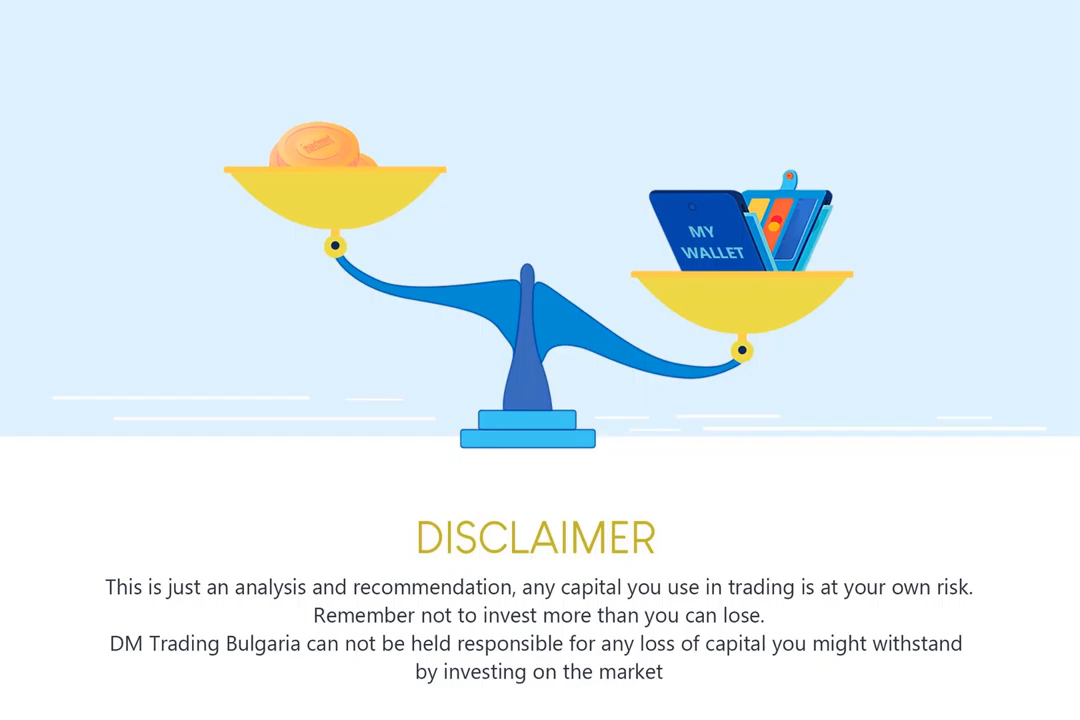 Investment
MY
WALLET
DISCLAIMER
This is just an analysis and recommendation, any capital you use in trading is at your own risk.
Remember not to invest more than you can lose.
DM Trading Bulgaria can not be held responsible for any loss of capital you might withstand
by investing on the market